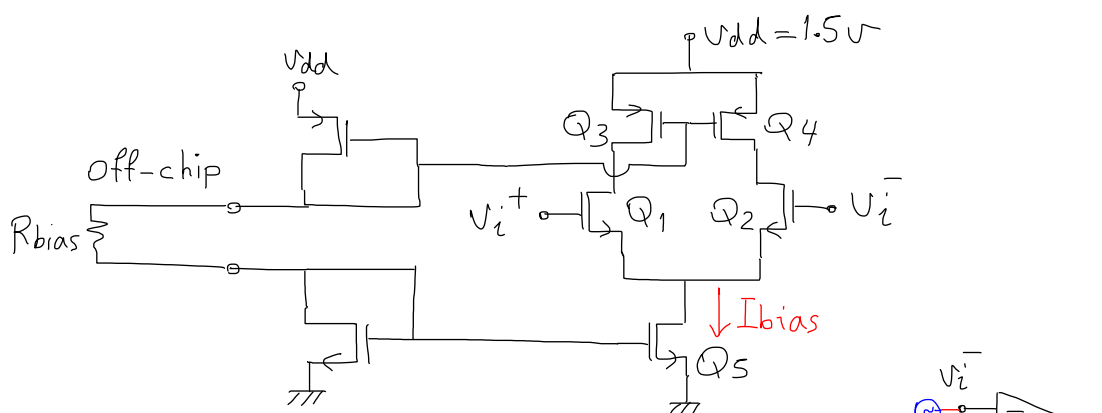 Vdd = 1.5v
Vdd
Q3
Q4
Off-chip
Vi+
Q1
Q2
Vi-
Rbias
Ibias
Q5
Vi-